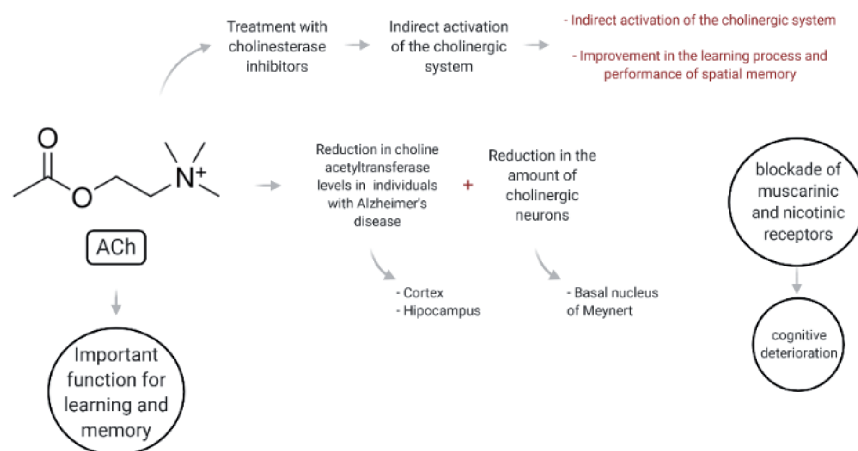 Treatment with
cholinesterase
inhibitors
Indirect activation
of the cholinergic
system
- Indirect activation of the cholinergic system
- Improvement in the learning process and
performance of spatial memory
O
O
N+
ACh
Important
function for
learning and
memory
Reduction in choline
acetyltransferase
levels in individuals
with Alzheimer's
disease
+
Reduction in the
amount of
cholinergic
neurons
- Cortex
- Hippocampus
- Basal nucleus
of Meynert
blockade of
muscarinic
and nicotinic
receptors
cognitive
deterioration